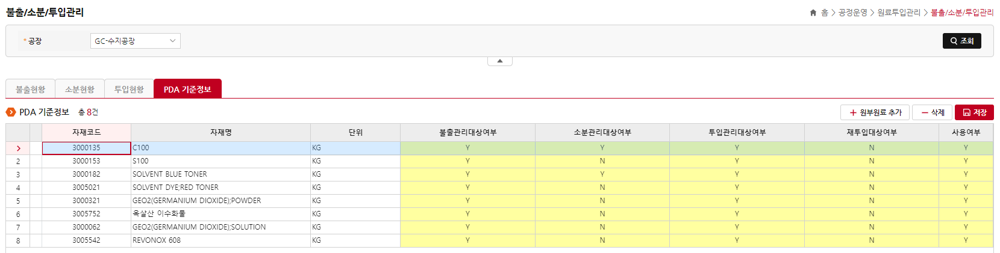 불출/소분/투입관리
홈 > 공정운영 > 원료투입관리 > 불출/소분/투입관리
* 공장 GC-수지공장 조회
불출현황 소분현황 투입현황 PDA 기준정보
PDA 기준정보 총 8건 원부원료 추가 삭제 저장
자재코드 자재명 단위 불출관리대상여부 소분관리대상여부 투입관리대상여부 재투입대상여부 사용여부
3000135 C100 KG Y Y Y N Y
2 3000153 S100 KG Y N Y N Y
3 3000182 SOLVENT BLUE TONER KG Y Y Y N Y
4 3005021 SOLVENT DYE;RED TONER KG Y N Y N Y
5 3000321 GEO2(GERMANIUM DIOXIDE);POWDER KG Y N Y N Y
6 3005752 옥살산 이수화물 KG Y N Y N Y
7 3000062 GEO2(GERMANIUM DIOXIDE);SOLUTION KG Y N Y N Y
8 3005542 REVONOX 608 KG Y N Y N Y